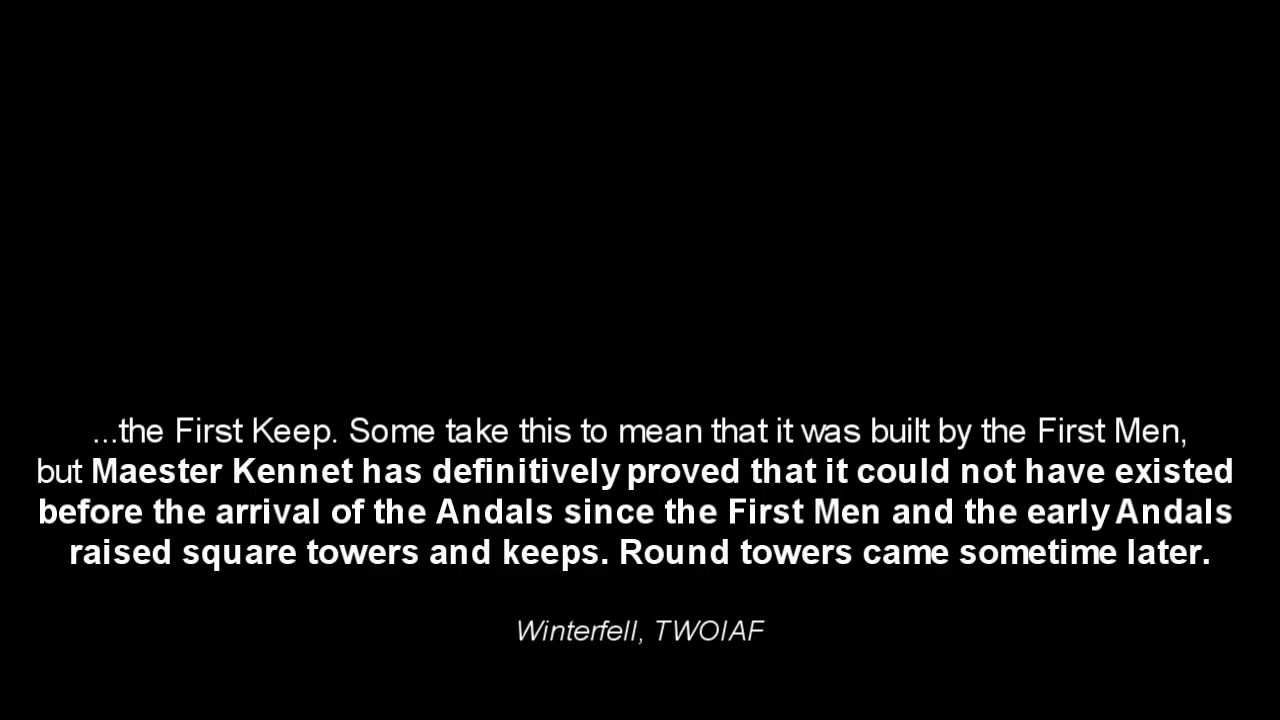 ...the First Keep. Some take this to mean that it was built by the First Men,
but Maester Kennet has definitively proved that it could not have existed
before the arrival of the Andals since the First Men and the early Andals
raised square towers and keeps. Round towers came sometime later.
Winterfell, TWOIAF